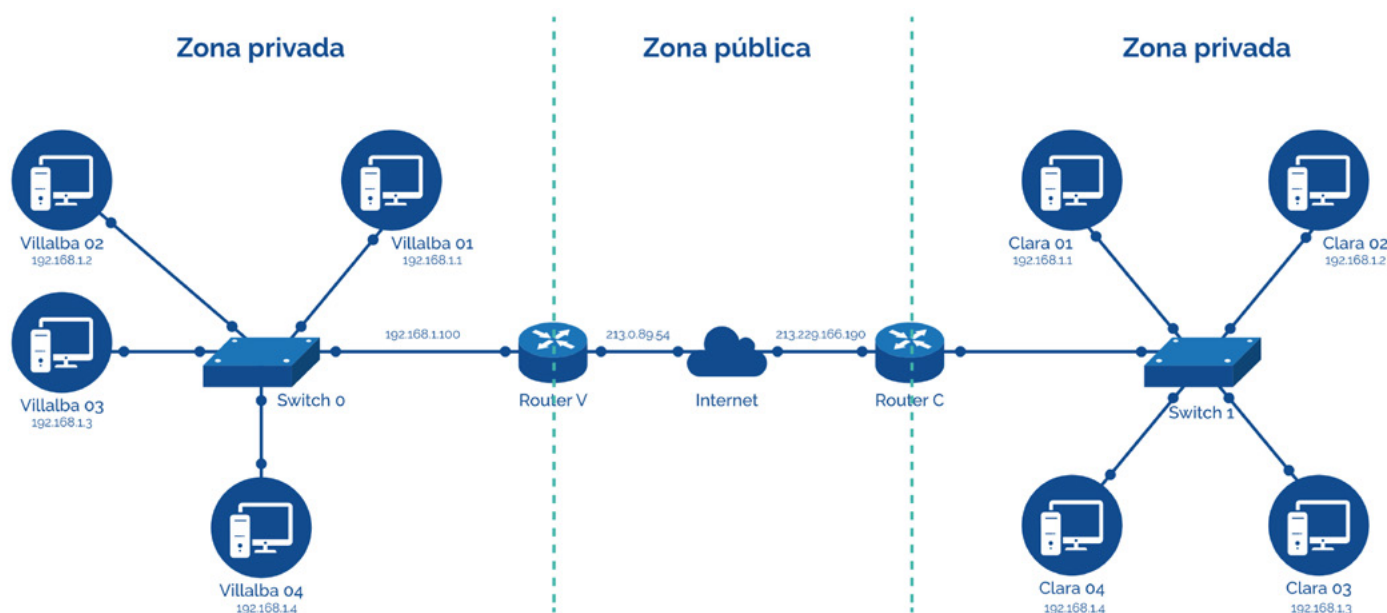 Zona privada
Zona pública
Zona privada
Villalba 02
192.168.1.2
Villalba 01
192.168.1.1
Clara 01
192.168.1.1
Clara 02
192.168.1.2
192.168.1.100
213.0.89.54
213.229.166.190
Villalba 03
192.168.1.3
Switch 0
Router V
Internet
Router C
Switch 1
Villalba 04
192.168.1.4
Clara 04
192.168.1.4
Clara 03
192.168.1.3